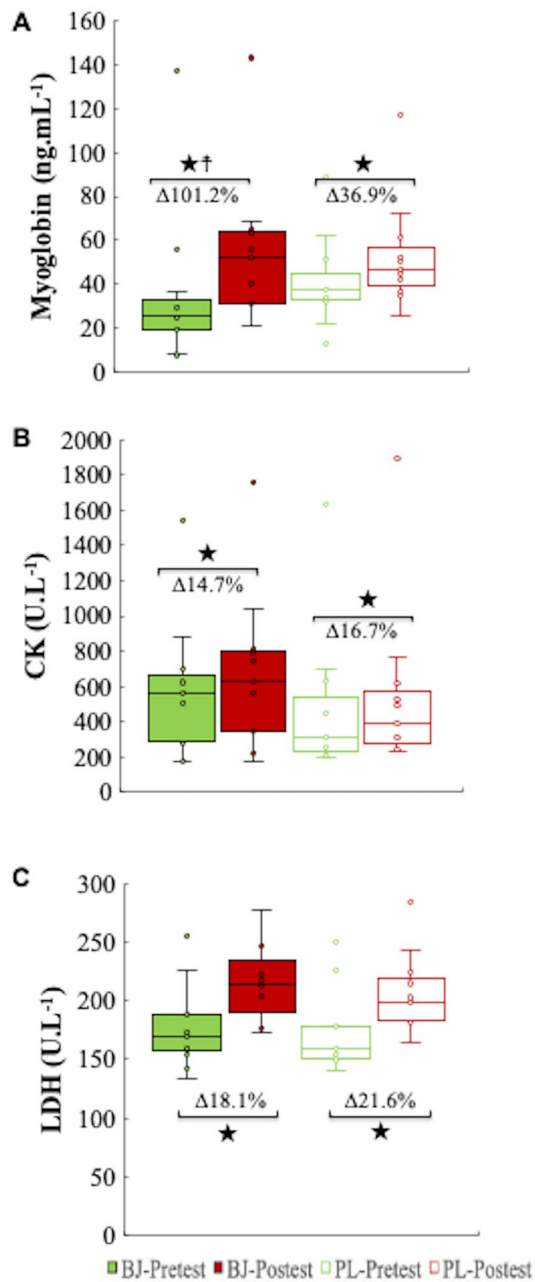 A
Myoglobin (ng.mL-1)
160
140
120
100
80
60
40
20
0
★☨
Δ101.2%
★
Δ36.9%
B
CK (U.L-1)
2000
1800
1600
1400
1200
1000
800
600
400
200
0
★
Δ14.7%
★
Δ16.7%
C
LDH (U.L-1)
300
250
200
150
100
50
0
Δ18.1%
★
Δ21.6%
★
BJ-Pretest BJ-Postest PL-Pretest PL-Postest